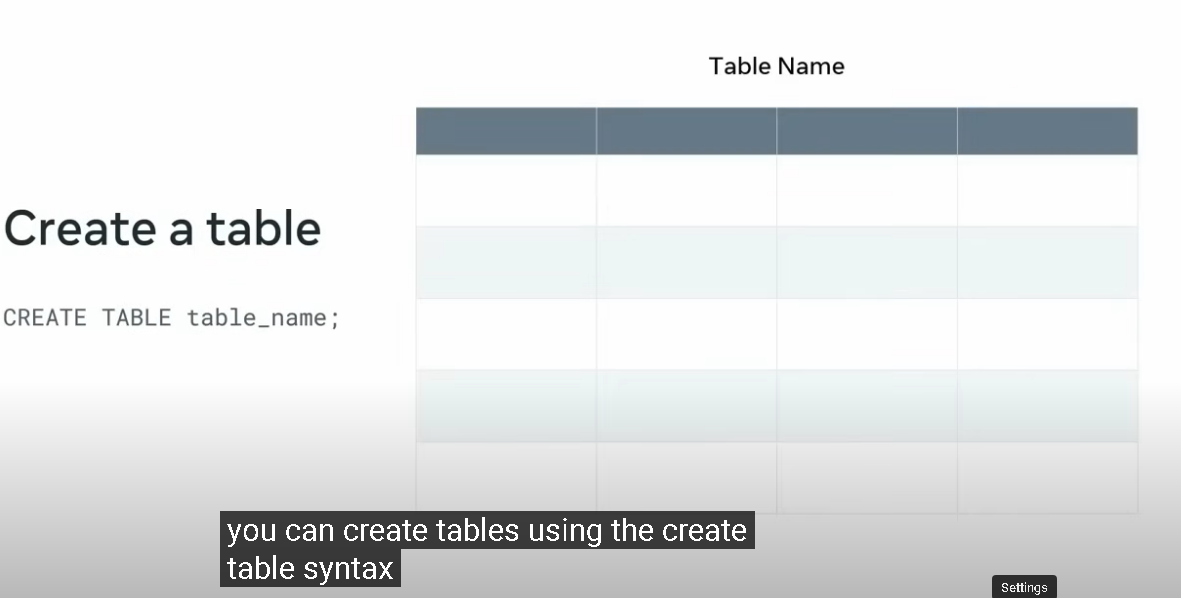 Table Name
Create a table
CREATE TABLE table_name;
you can create tables using the create
table syntax
Settings